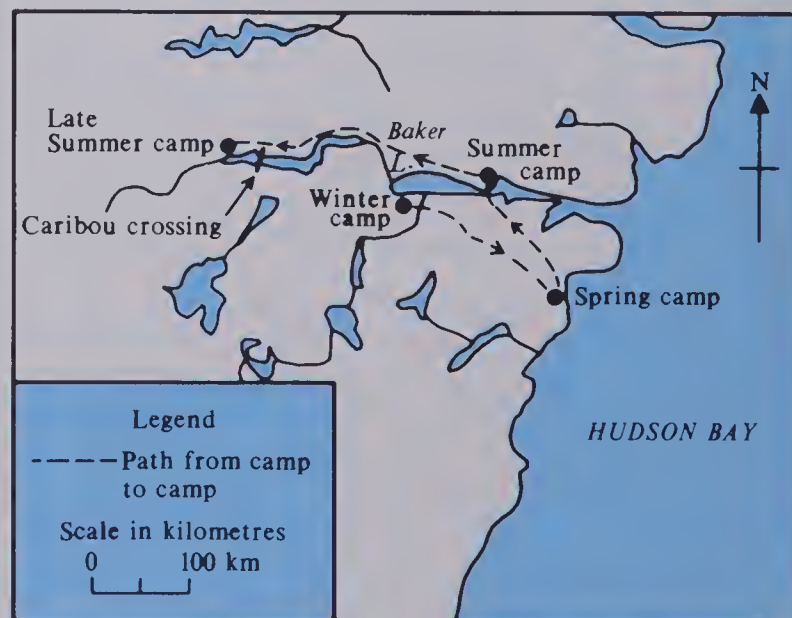 N
Late
Summer camp
Baker
L.
Summer
camp
Caribou crossing
Winter
camp
Spring camp
HUDSON BAY
Legend
Path from camp
to camp
Scale in kilometres
0 100 km